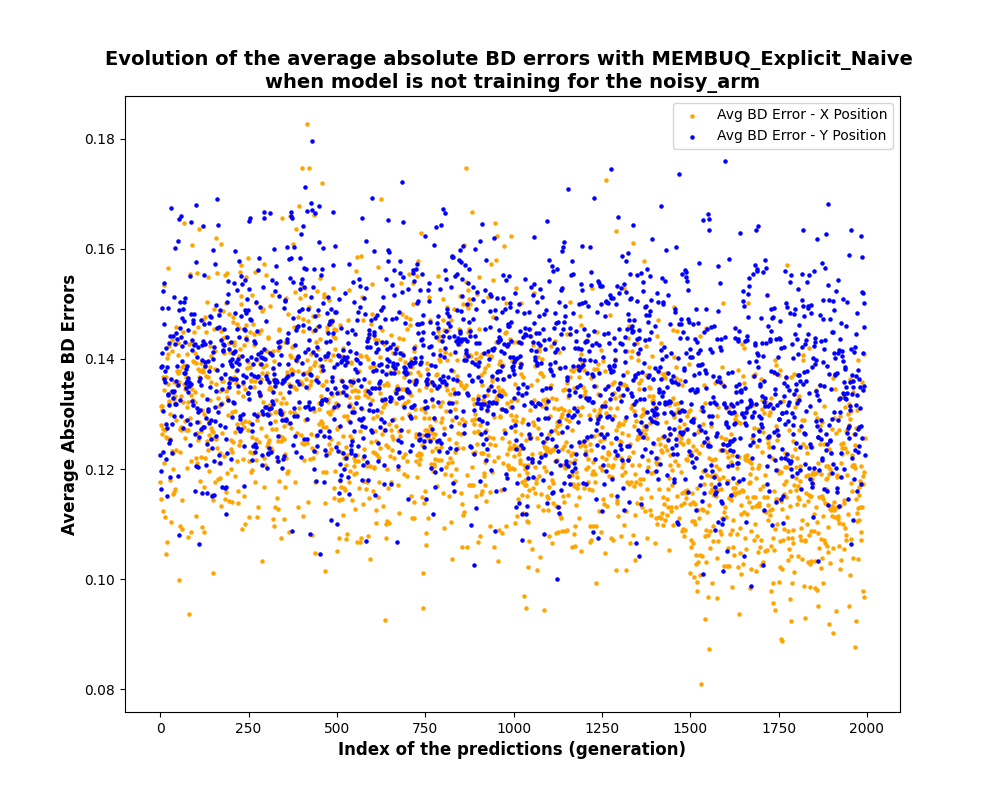 Evolution of the average absolute BD errors with MEMBUQ_Explicit_Naive
when model is not training for the noisy_arm
Avg BD Error - X Position
Avg BD Error - Y Position
0.18
0.16
0.14
0.12
0.10
0.08
Average Absolute BD Errors
0 250 500 750 1000 1250 1500 1750 2000
Index of the predictions (generation)